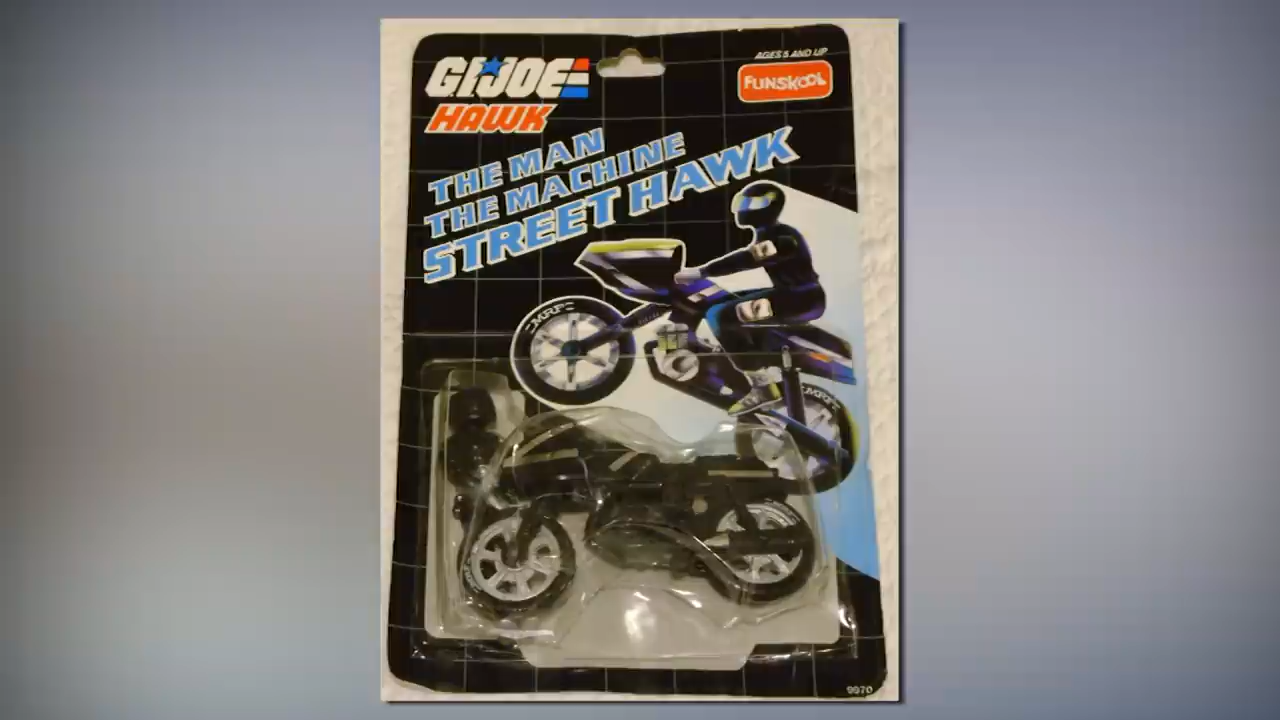 G.I. JOE
HAWK
AGES 5 AND UP
FUNSKOOL
THE MAN
THE MACHINE
STREET HAWK
MRF
MRF
9970